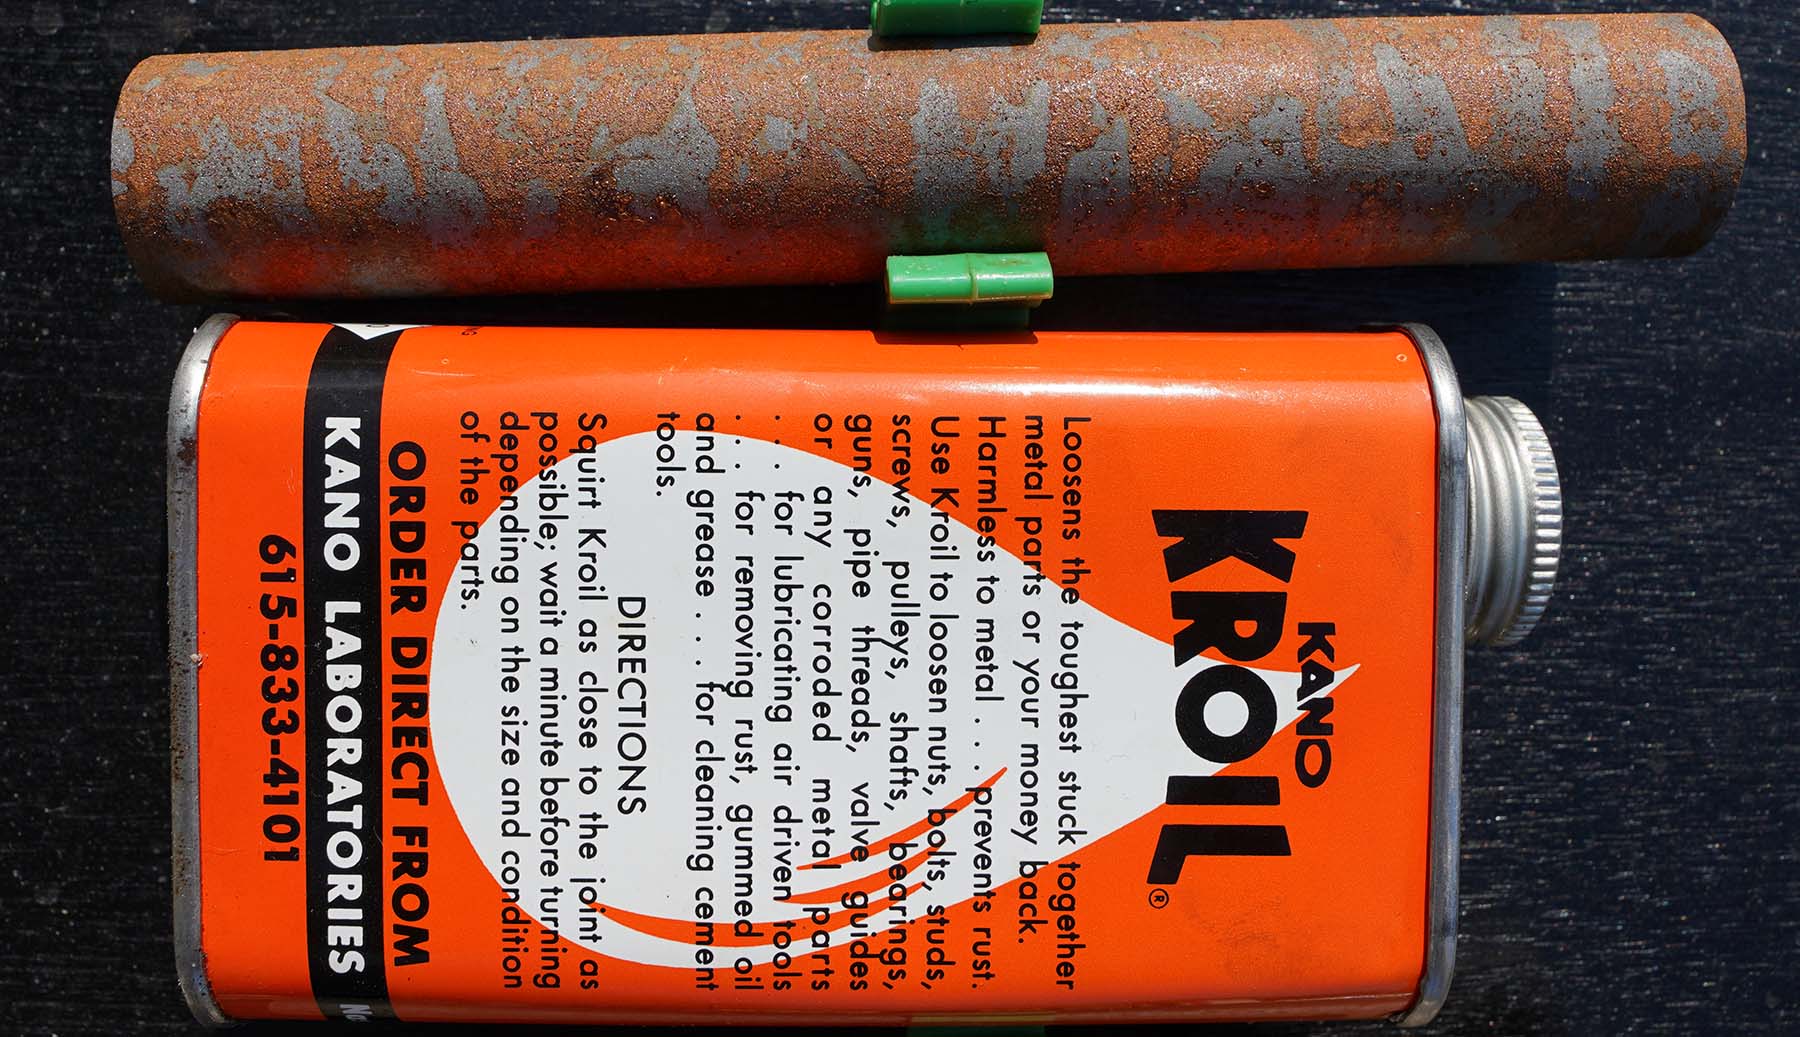 KANO
KROIL®
Loosens the toughest stuck together
metal parts or your money back.
Harmless to metal . . . prevents rust.
Use Kroil to loosen nuts, bolts, studs,
screws, pulleys, shafts, bearings,
guns, pipe threads, valve guides
or any corroded metal parts
. . . for lubricating air driven tools
. . . for removing rust, gummed oil
and grease . . . for cleaning cement
tools.
DIRECTIONS
Squirt Kroil as close to the joint as
possible; wait a minute before turning
depending on the size and condition
of the parts.
ORDER DIRECT FROM
KANO LABORATORIES
615-833-4101